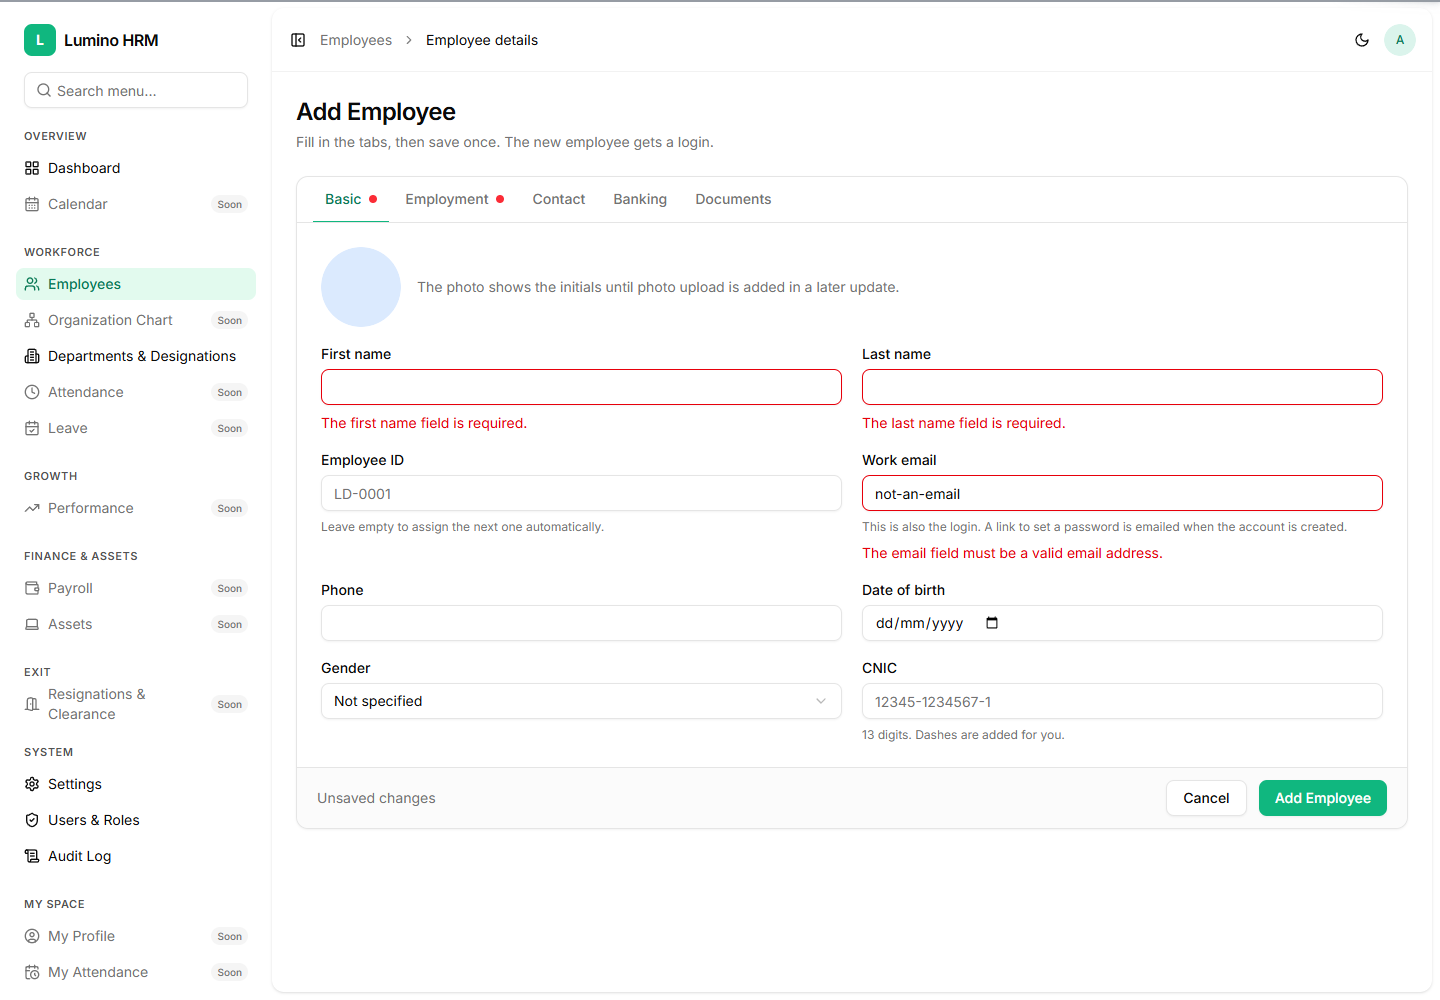 L Lumino HRM
Search menu...
OVERVIEW
Dashboard
Calendar Soon
WORKFORCE
Employees
Organization Chart Soon
Departments & Designations
Attendance Soon
Leave Soon
GROWTH
Performance Soon
FINANCE & ASSETS
Payroll Soon
Assets Soon
EXIT
Resignations & Clearance Soon
SYSTEM
Settings
Users & Roles
Audit Log
MY SPACE
My Profile Soon
My Attendance Soon
Employees > Employee details
A
Add Employee
Fill in the tabs, then save once. The new employee gets a login.
Basic Employment Contact Banking Documents
The photo shows the initials until photo upload is added in a later update.
First name Last name
The first name field is required. The last name field is required.
Employee ID Work email
LD-0001 not-an-email
Leave empty to assign the next one automatically. This is also the login. A link to set a password is emailed when the account is created.
The email field must be a valid email address.
Phone Date of birth
dd/mm/yyyy
Gender CNIC
Not specified 12345-1234567-1
13 digits. Dashes are added for you.
Unsaved changes Cancel Add Employee